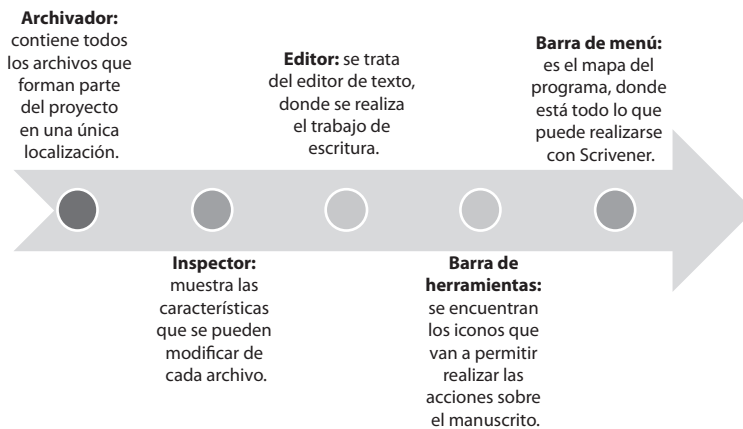 Archivador:
contiene todos
los archivos que
forman parte
del proyecto
en una única
localización.
Inspector:
muestra las
características
que se pueden
modificar de
cada archivo.
Editor: se trata
del editor de texto,
donde se realiza
el trabajo de
escritura.
Barra de
herramientas:
se encuentran
los iconos que
van a permitir
realizar las
acciones sobre
el manuscrito.
Barra de menú:
es el mapa del
programa, donde
está todo lo que
puede realizarse
con Scrivener.